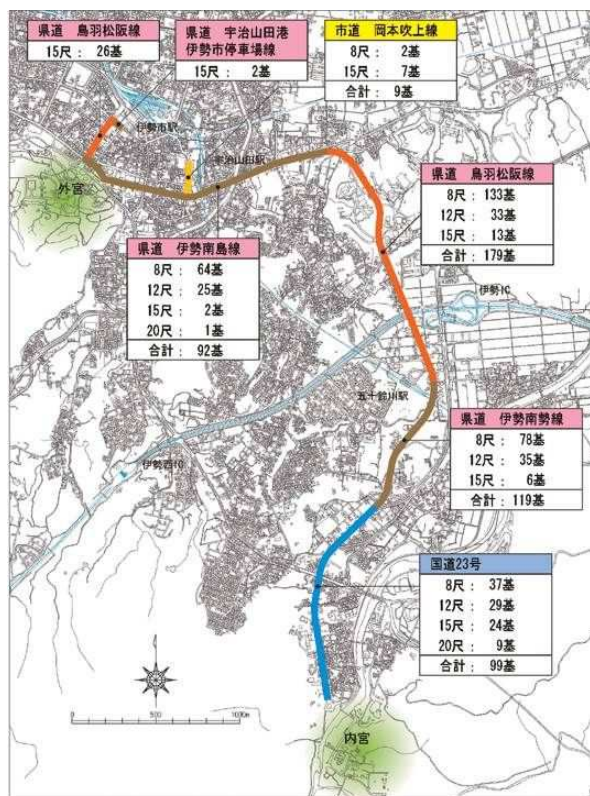 県道 鳥羽松阪線
15尺： 26基
県道 宇治山田港
伊勢市停車場線
15尺： 2基
市道 岡本吹上線
8尺： 2基
15尺： 7基
合計： 9基
伊勢市駅
宇治山田駅
外宮
県道 鳥羽松阪線
8尺： 133基
12尺： 33基
15尺： 13基
合計： 179基
県道 伊勢南島線
8尺： 64基
12尺： 25基
15尺： 2基
20尺： 1基
合計： 92基
伊勢IC
五十鈴川駅
県道 伊勢南勢線
8尺： 78基
12尺： 35基
15尺： 6基
合計： 119基
伊勢西IC
国道23号
8尺： 37基
12尺： 29基
15尺： 24基
20尺： 9基
合計： 99基
0 500 1000m
内宮